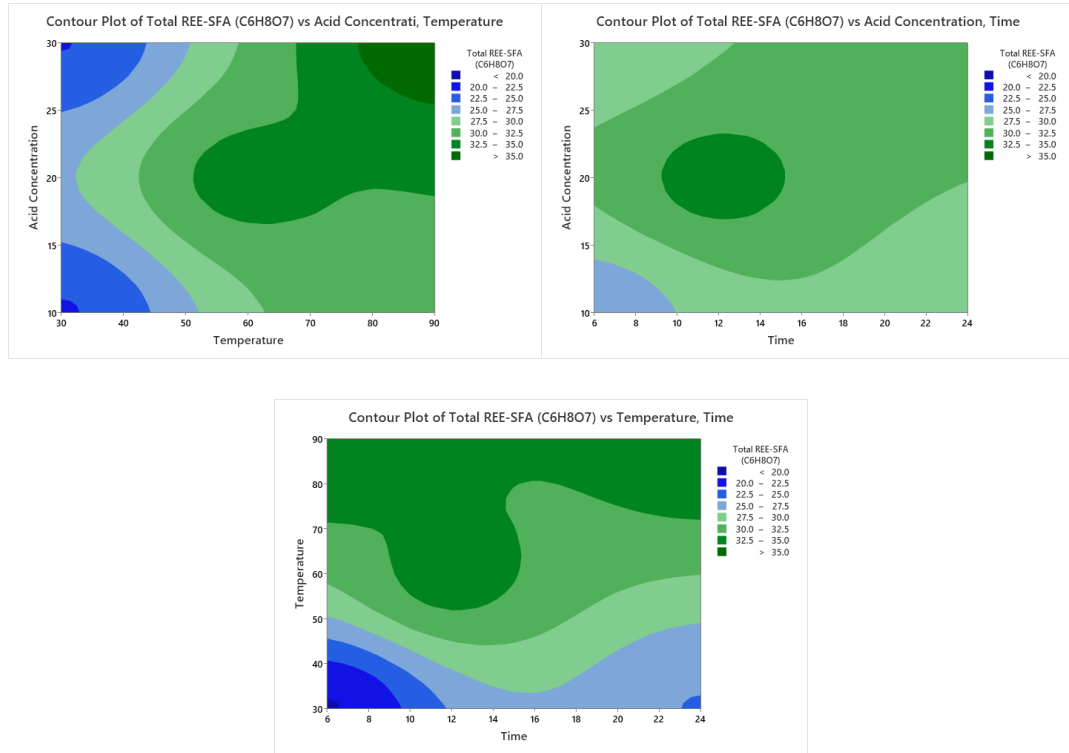 Contour Plot of Total REE-SFA (C6H8O7) vs Acid Concentrati, Temperature
30
25
20
15
10
30 40 50 60 70 80 90
Acid Concentration
Temperature
Total REE-SFA
(C6H8O7)
< 20.0
20.0 – 22.5
22.5 – 25.0
25.0 – 27.5
27.5 – 30.0
30.0 – 32.5
32.5 – 35.0
> 35.0
Contour Plot of Total REE-SFA (C6H8O7) vs Acid Concentration, Time
30
25
20
15
10
6 8 10 12 14 16 18 20 22 24
Acid Concentration
Time
Total REE-SFA
(C6H8O7)
< 20.0
20.0 – 22.5
22.5 – 25.0
25.0 – 27.5
27.5 – 30.0
30.0 – 32.5
32.5 – 35.0
> 35.0
Contour Plot of Total REE-SFA (C6H8O7) vs Temperature, Time
90
80
70
60
50
40
30
6 8 10 12 14 16 18 20 22 24
Temperature
Time
Total REE-SFA
(C6H8O7)
< 20.0
20.0 – 22.5
22.5 – 25.0
25.0 – 27.5
27.5 – 30.0
30.0 – 32.5
32.5 – 35.0
> 35.0